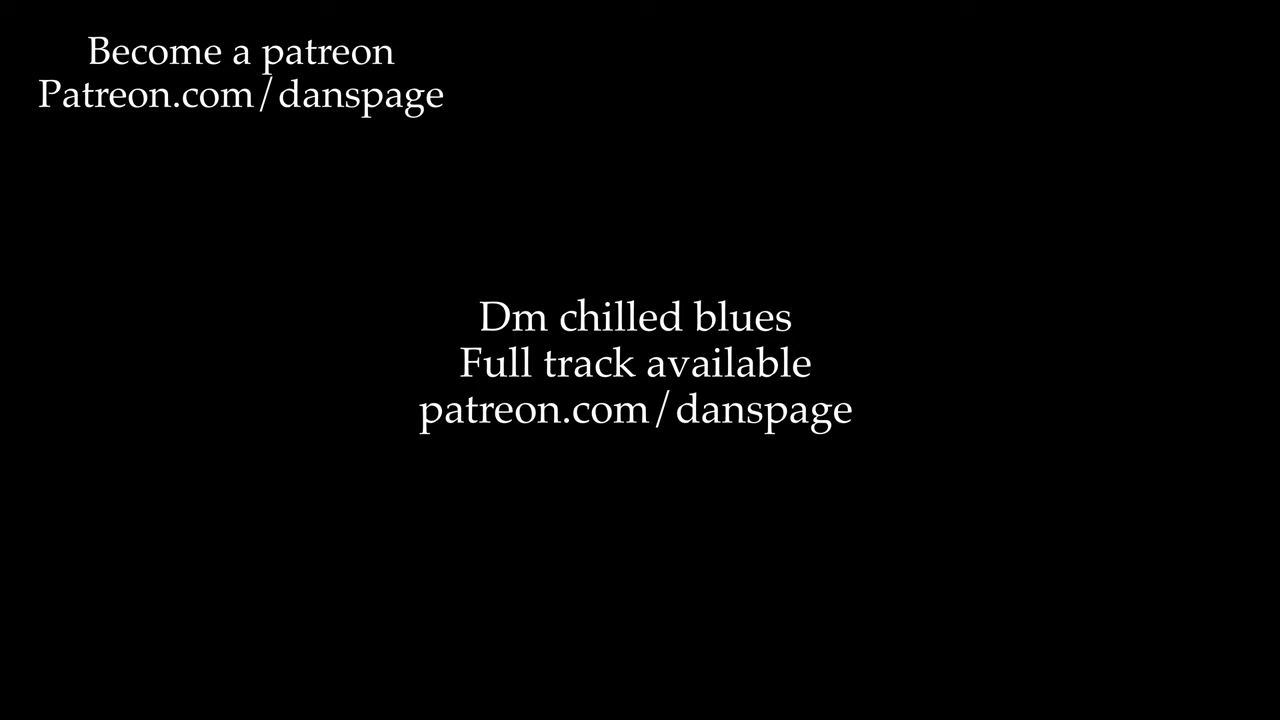 Become a patreon
Patreon.com/danspage
Dm chilled blues
Full track available
patreon.com/danspage